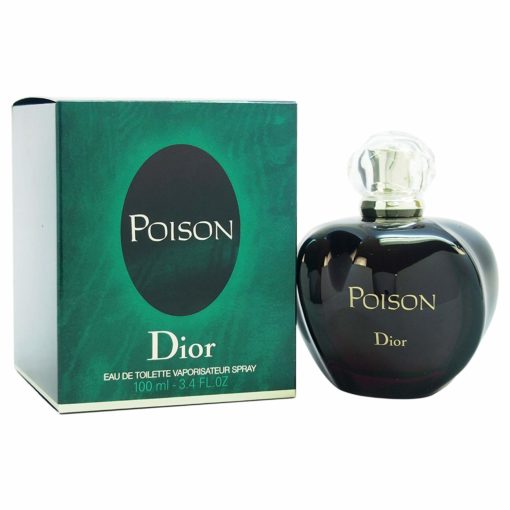 POISON
Dior
EAU DE TOILETTE VAPORISATEUR SPRAY
100 ml - 3.4 FL.OZ
POISON
Dior